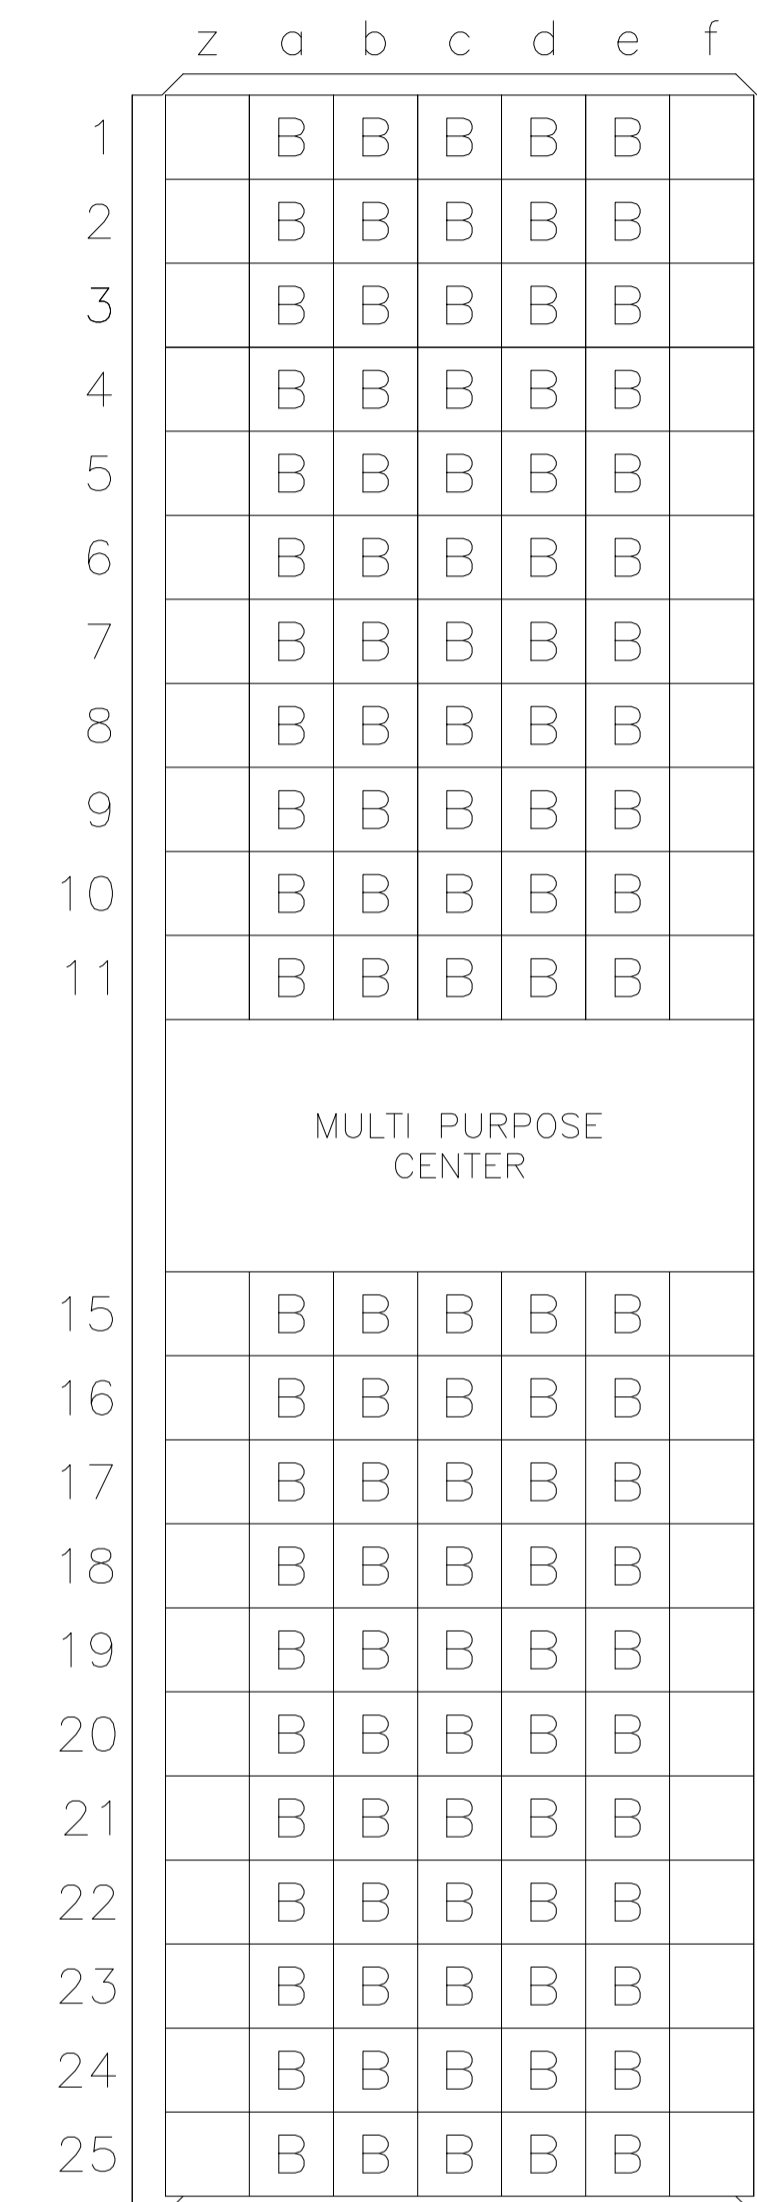 z a b c d e f
1 B B B B B
2 B B B B B
3 B B B B B
4 B B B B B
5 B B B B B
6 B B B B B
7 B B B B B
8 B B B B B
9 B B B B B
10 B B B B B
11 B B B B B
MULTI PURPOSE
CENTER
15 B B B B B
16 B B B B B
17 B B B B B
18 B B B B B
19 B B B B B
20 B B B B B
21 B B B B B
22 B B B B B
23 B B B B B
24 B B B B B
25 B B B B B